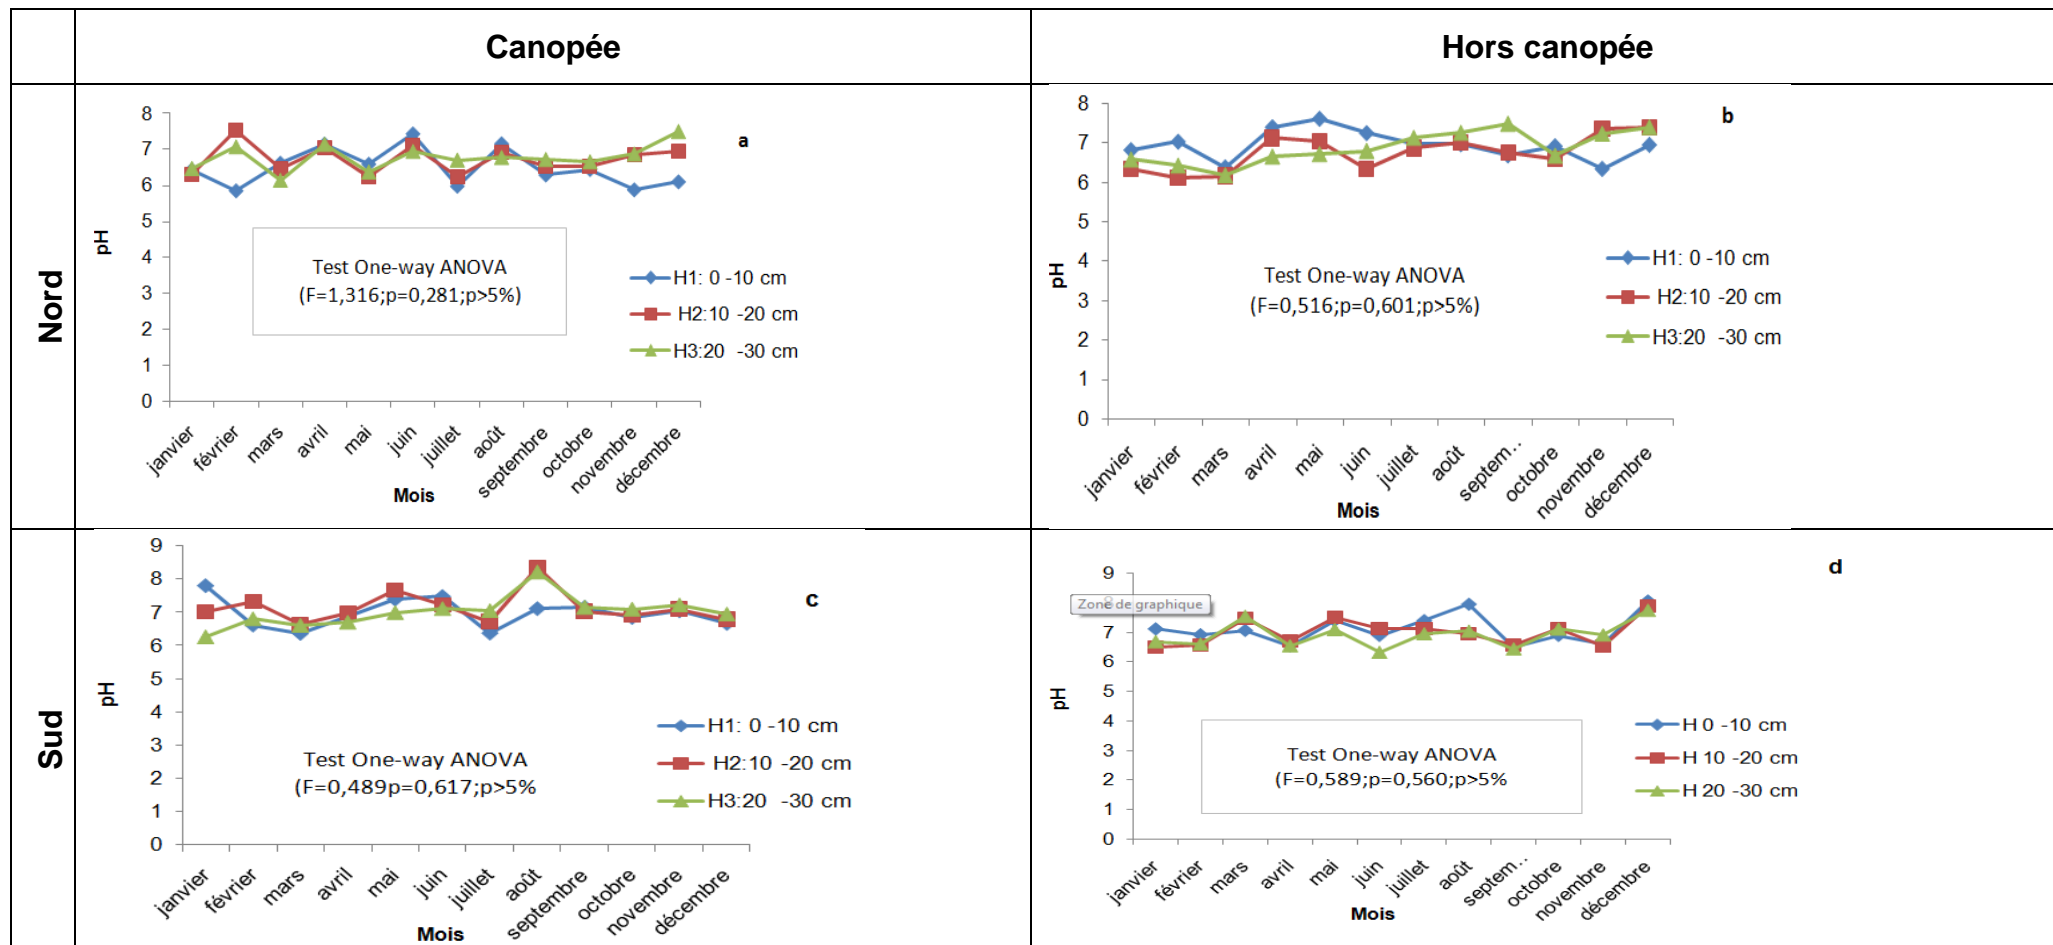 Canopée
Hors canopée
Nord
8
7
6
5
4
3
2
1
0
pH
a
Test One-way ANOVA
(F=1,316;p=0,281;p>5%)
H1: 0 -10 cm
H2:10 -20 cm
H3:20 -30 cm
janvier
février
mars
avril
mai
juin
juillet
août
septembre
octobre
novembre
décembre
Mois
8
7
6
5
4
3
2
1
0
pH
b
Test One-way ANOVA
(F=0,516;p=0,601;p>5%)
H1: 0 -10 cm
H2:10 -20 cm
H3:20 -30 cm
janvier
février
mars
avril
mai
juin
juillet
août
septem...
octobre
novembre
décembre
Mois
Sud
9
8
7
6
5
4
3
2
1
0
pH
c
Test One-way ANOVA
(F=0,489p=0,617;p>5%
H1: 0 -10 cm
H2:10 -20 cm
H3:20 -30 cm
janvier
février
mars
avril
mai
juin
juillet
août
septembre
octobre
novembre
décembre
Mois
9
8
7
6
5
4
3
2
1
0
Zone de graphique
pH
d
Test One-way ANOVA
(F=0,589;p=0,560;p>5%
H 0 -10 cm
H 10 -20 cm
H 20 -30 cm
janvier
février
mars
avril
mai
juin
juillet
août
septem...
octobre
novembre
décembre
Mois